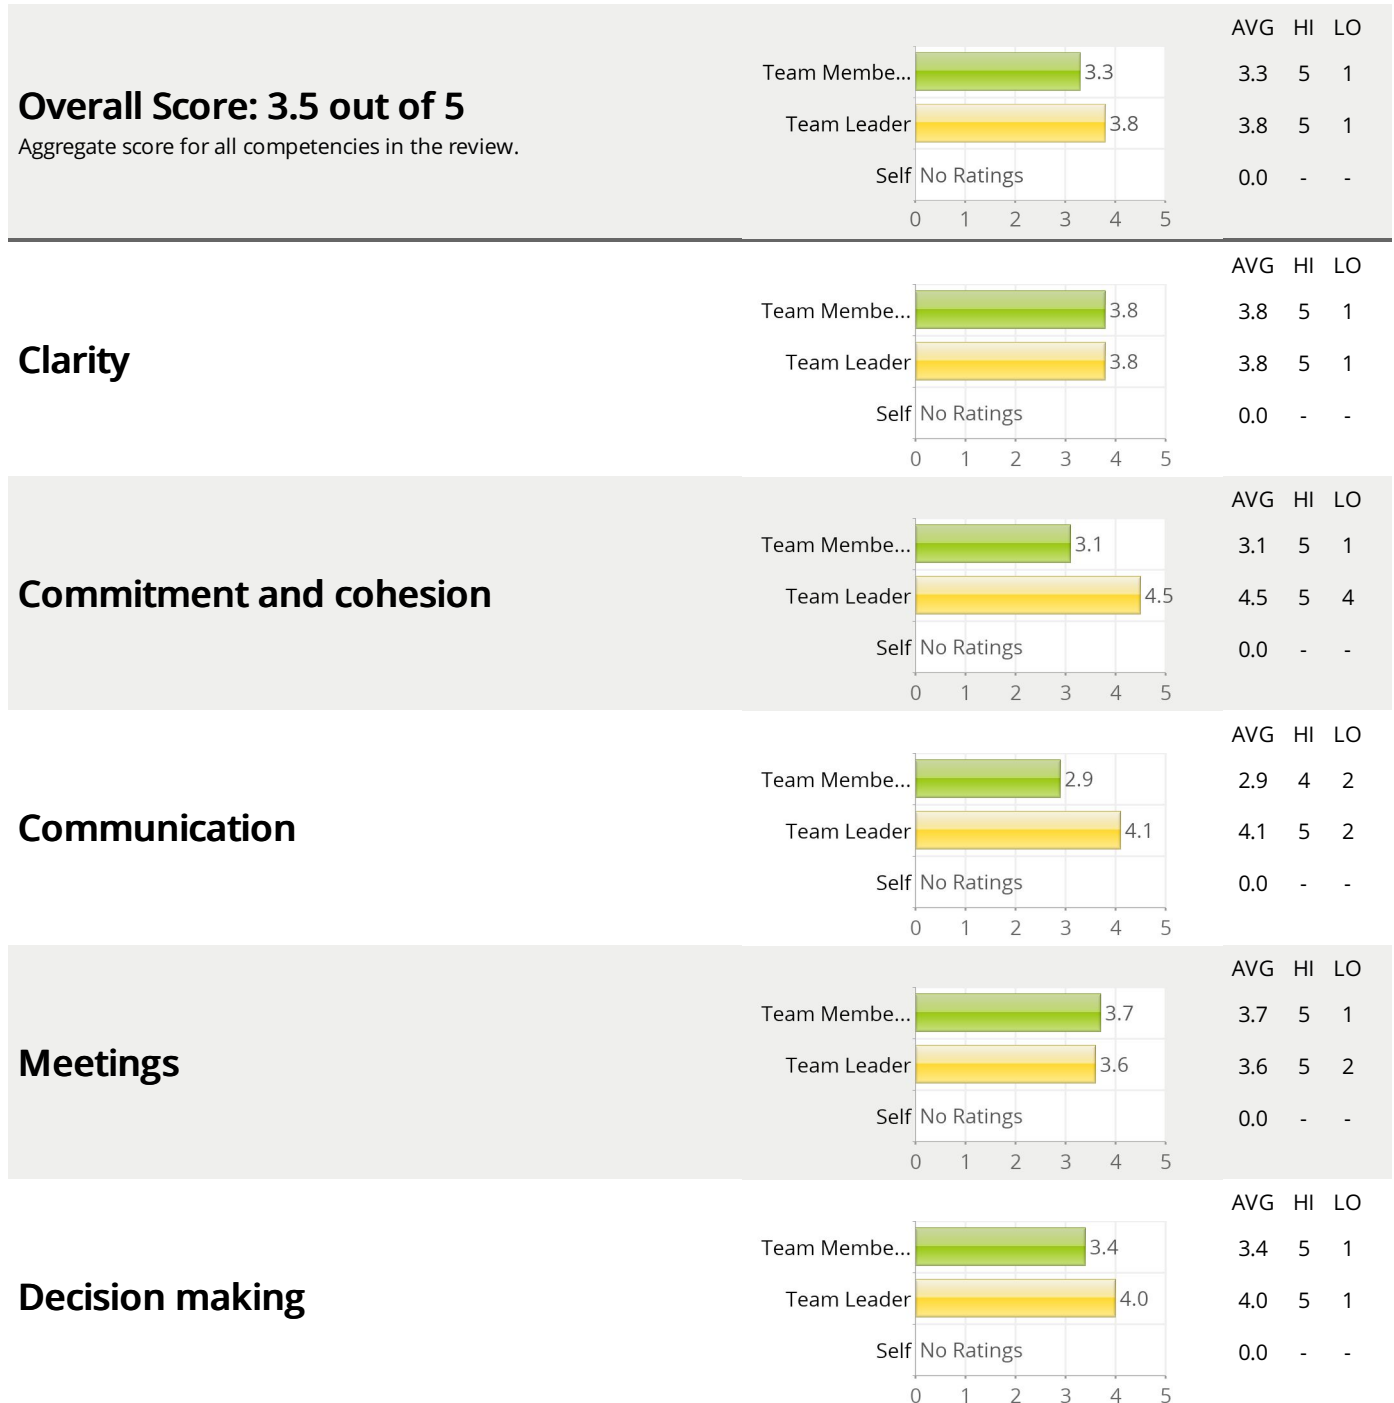 AVG HI LO
Team Membe... 3.3 3.3 5 1
Overall Score: 3.5 out of 5
Aggregate score for all competencies in the review.
Team Leader 3.8 3.8 5 1
Self No Ratings 0.0 - -
0 1 2 3 4 5
AVG HI LO
Team Membe... 3.8 3.8 5 1
Clarity
Team Leader 3.8 3.8 5 1
Self No Ratings 0.0 - -
0 1 2 3 4 5
AVG HI LO
Team Membe... 3.1 3.1 5 1
Commitment and cohesion
Team Leader 4.5 4.5 5 4
Self No Ratings 0.0 - -
0 1 2 3 4 5
AVG HI LO
Team Membe... 2.9 2.9 4 2
Communication
Team Leader 4.1 4.1 5 2
Self No Ratings 0.0 - -
0 1 2 3 4 5
AVG HI LO
Team Membe... 3.7 3.7 5 1
Meetings
Team Leader 3.6 3.6 5 2
Self No Ratings 0.0 - -
0 1 2 3 4 5
AVG HI LO
Team Membe... 3.4 3.4 5 1
Decision making
Team Leader 4.0 4.0 5 1
Self No Ratings 0.0 - -
0 1 2 3 4 5